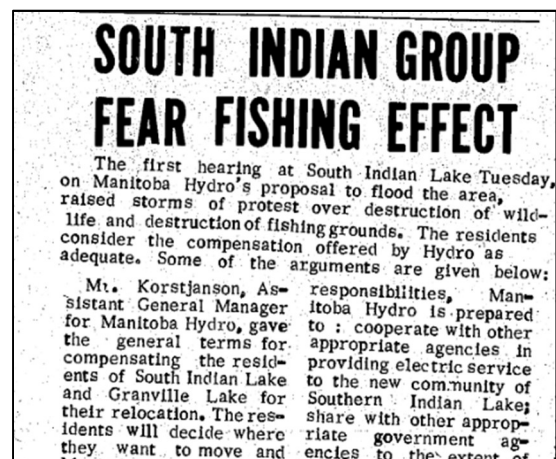 SOUTH INDIAN GROUP
FEAR FISHING EFFECT
The first hearing at South Indian Lake Tuesday,
on Manitoba Hydro's proposal to flood the area,
raised storms of protest over destruction of wild-
life and destruction of fishing grounds. The residents
consider the compensation offered by Hydro as
adequate. Some of the arguments are given below:
Mr. Korstjanson, As-
sistant General Manager
for Manitoba Hydro, gave
the general terms for
compensating the resid-
ents of South Indian Lake
and Granville Lake for
their relocation. The res-
idents will decide where
they want to move and
responsibilities, Man-
itoba Hydro is prepared
to : cooperate with other
appropriate agencies in
providing electric service
to the new community of
Southern Indian Lake;
share with other approp-
riate government ag-
encies to the extent of